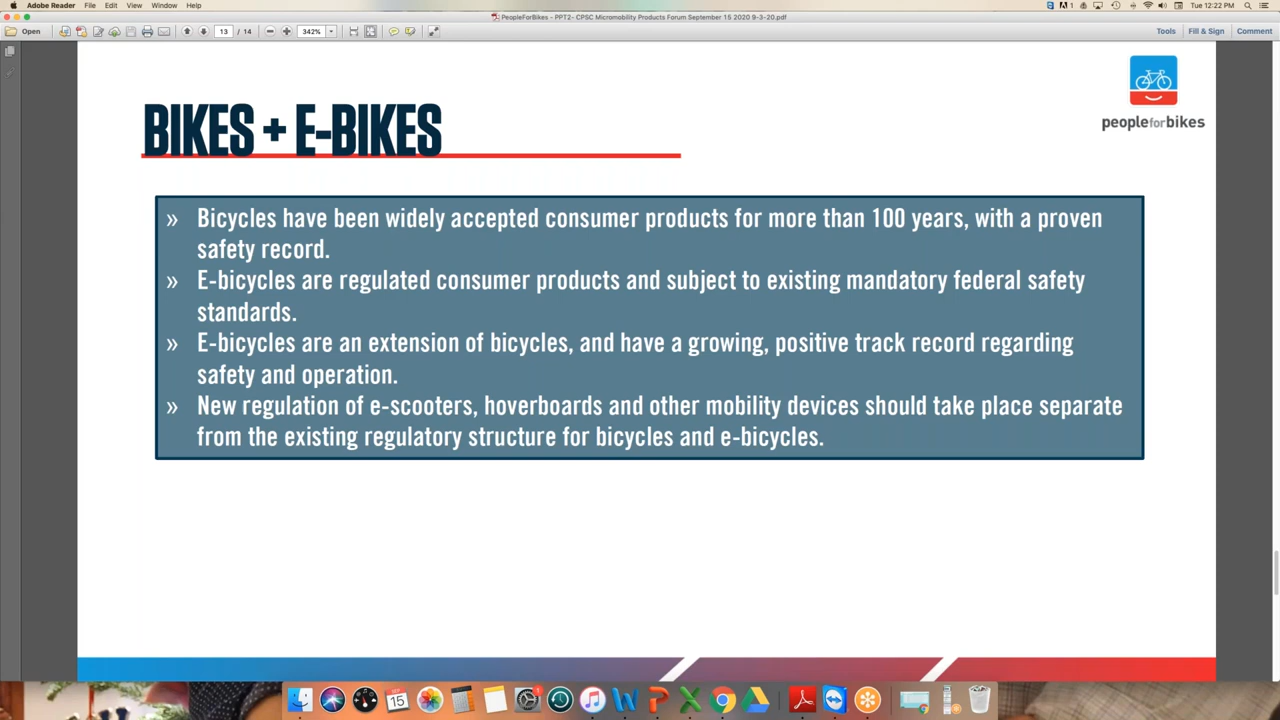 Adobe Reader File Edit View Window Help
1 Tue 12:22 PM
PeopleForBikes - PPT2- CPSC Micromobility Products Forum September 15 2020 9-3-20.pdf
Open 13 / 14 342% Tools Fill & Sign Comment
BIKES + E-BIKES
peopleforbikes
» Bicycles have been widely accepted consumer products for more than 100 years, with a proven
safety record.
» E-bicycles are regulated consumer products and subject to existing mandatory federal safety
standards.
» E-bicycles are an extension of bicycles, and have a growing, positive track record regarding
safety and operation.
» New regulation of e-scooters, hoverboards and other mobility devices should take place separate
from the existing regulatory structure for bicycles and e-bicycles.
SEP
15
1